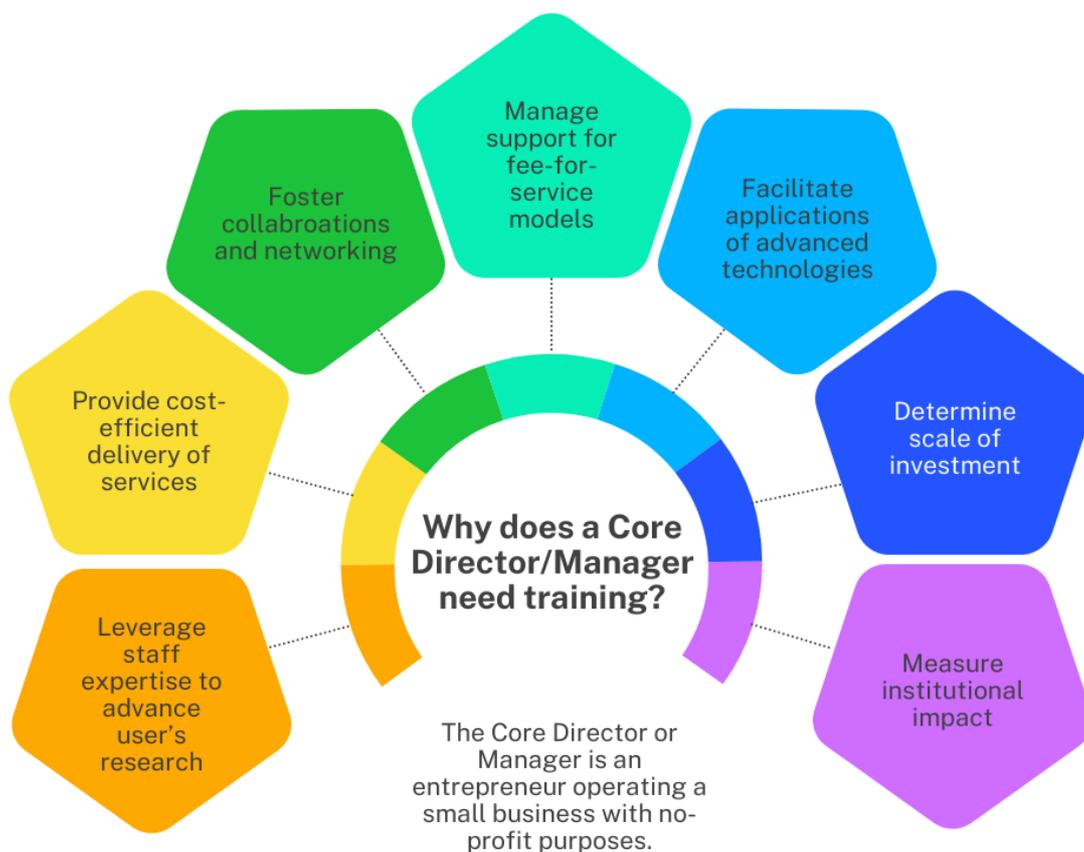 Manage
support for
fee-for-
service
models
Foster
collabroations
and networking
Facilitate
applications
of advanced
technologies
Provide cost-
efficient
delivery of
services
Determine
scale of
investment
Why does a Core
Director/Manager
need training?
Leverage
staff
expertise to
advance
user's
research
Measure
institutional
impact
The Core Director or
Manager is an
entrepreneur operating a
small business with no-
profit purposes.